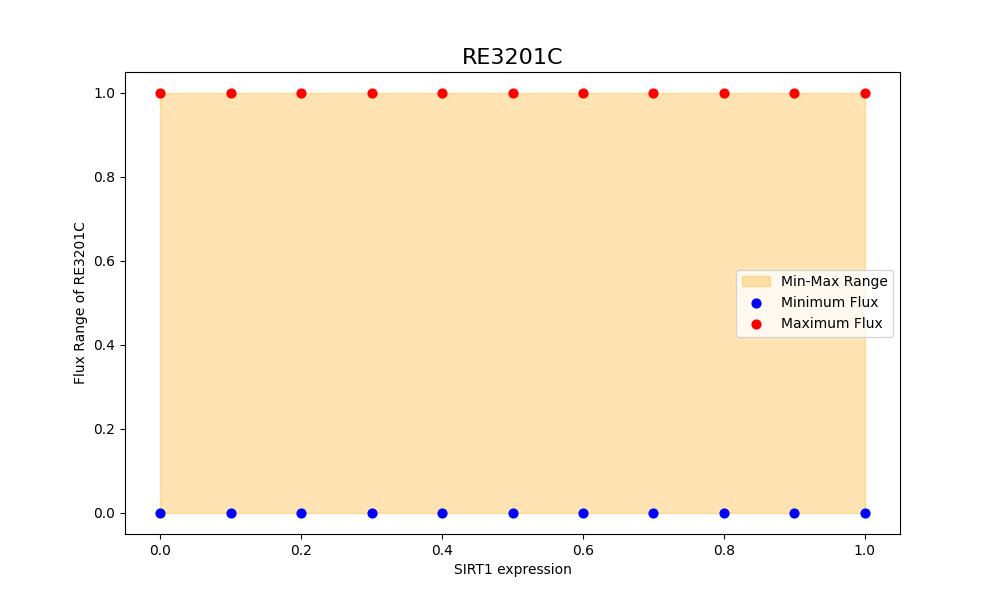 RE3201C
Flux Range of RE3201C
1.0
0.8
0.6
0.4
0.2
0.0
Min-Max Range
Minimum Flux
Maximum Flux
0.0 0.2 0.4 0.6 0.8 1.0
SIRT1 expression